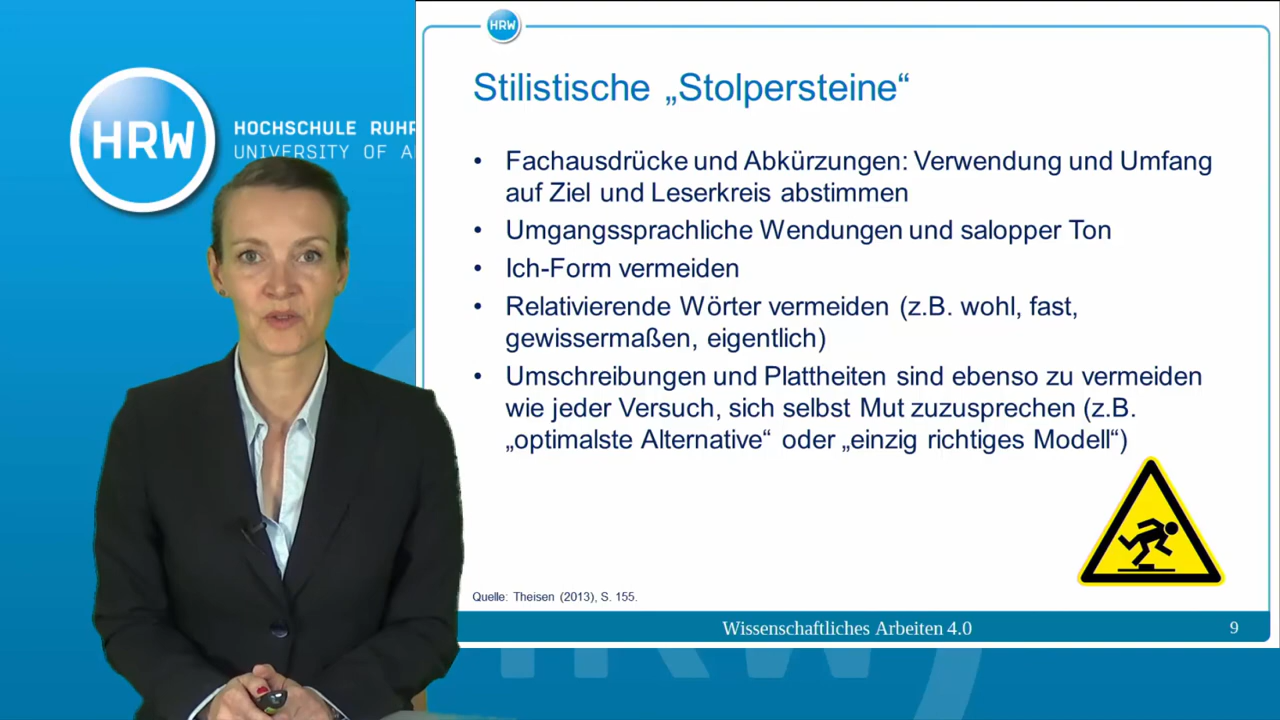 HRW
HOCHSCHULE RUHR
UNIVERSITY OF A
HRW
Stilistische „Stolpersteine“
• Fachausdrücke und Abkürzungen: Verwendung und Umfang
auf Ziel und Leserkreis abstimmen
• Umgangssprachliche Wendungen und salopper Ton
• Ich-Form vermeiden
• Relativierende Wörter vermeiden (z.B. wohl, fast,
gewissermaßen, eigentlich)
• Umschreibungen und Plattheiten sind ebenso zu vermeiden
wie jeder Versuch, sich selbst Mut zuzusprechen (z.B.
„optimalste Alternative“ oder „einzig richtiges Modell“)
Quelle: Theisen (2013), S. 155.
Wissenschaftliches Arbeiten 4.0
9